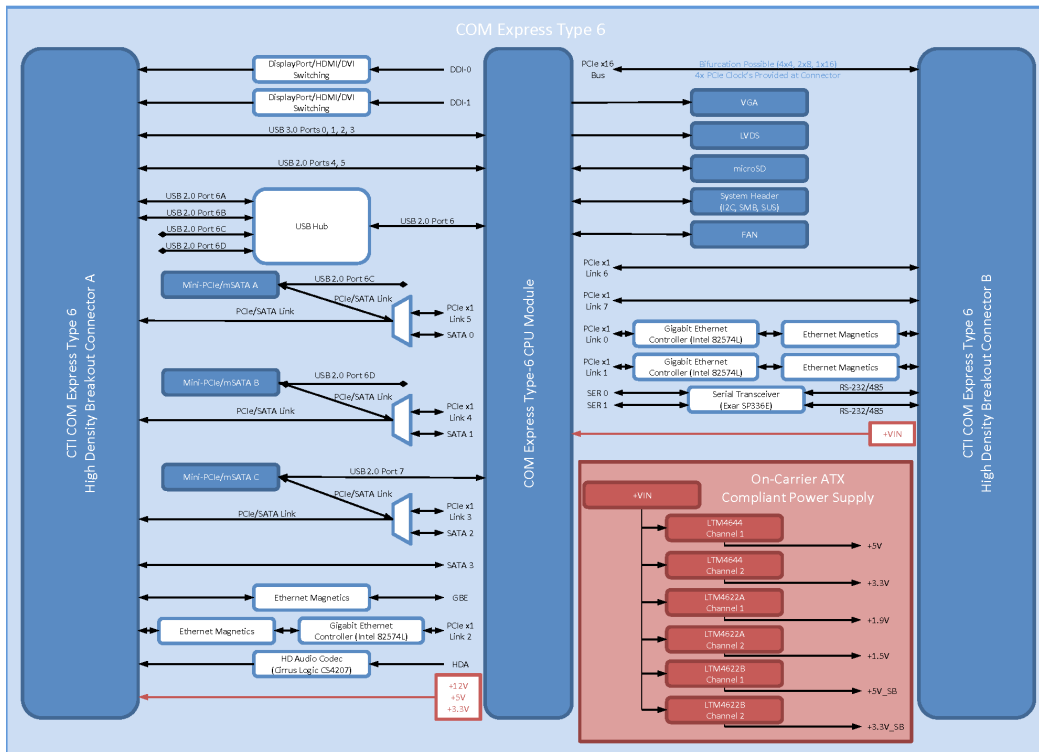 COM Express Type 6
CTI COM Express Type 6
High Density Breakout Connector A
DisplayPort/HDMI/DVI
Switching
DDI-0
DisplayPort/HDMI/DVI
Switching
DDI-1
USB 3.0 Ports 0, 1, 2, 3
USB 2.0 Ports 4, 5
USB 2.0 Port 6A
USB 2.0 Port 6B
USB 2.0 Port 6C
USB 2.0 Port 6D
USB Hub
USB 2.0 Port 6
Mini-PCIe/mSATA A
USB 2.0 Port 6C
PCIe/SATA Link
PCIe/SATA Link
PCIe x1
Link 5
SATA 0
Mini-PCIe/mSATA B
USB 2.0 Port 6D
PCIe/SATA Link
PCIe/SATA Link
PCIe x1
Link 4
SATA 1
Mini-PCIe/mSATA C
USB 2.0 Port 7
PCIe/SATA Link
PCIe/SATA Link
PCIe x1
Link 3
SATA 2
SATA 3
Ethernet Magnetics
GBE
Ethernet Magnetics
Gigabit Ethernet
Controller (Intel 82574L)
PCIe x1
Link 2
HD Audio Codec
(Cirrus Logic CS4207)
HDA
+12V
+5V
+3.3V
COM Express Type-6 CPU Module
PCIe x16
Bus
Bifurcation Possible (4x4, 2x8, 1x16)
4x PCIe Clock's Provided at Connector
VGA
LVDS
microSD
System Header
(I2C, SMB, SUS)
FAN
PCIe x1
Link 6
PCIe x1
Link 7
PCIe x1
Link 0
Gigabit Ethernet
Controller (Intel 82574L)
Ethernet Magnetics
PCIe x1
Link 1
Gigabit Ethernet
Controller (Intel 82574L)
Ethernet Magnetics
SER 0
SER 1
Serial Transceiver
(Exar SP336E)
RS-232/485
RS-232/485
+VIN
On-Carrier ATX
Compliant Power Supply
+VIN
LTM4644
Channel 1
+5V
LTM4644
Channel 2
+3.3V
LTM4622A
Channel 1
+1.9V
LTM4622A
Channel 2
+1.5V
LTM4622B
Channel 1
+5V_SB
LTM4622B
Channel 2
+3.3V_SB
CTI COM Express Type 6
High Density Breakout Connector B